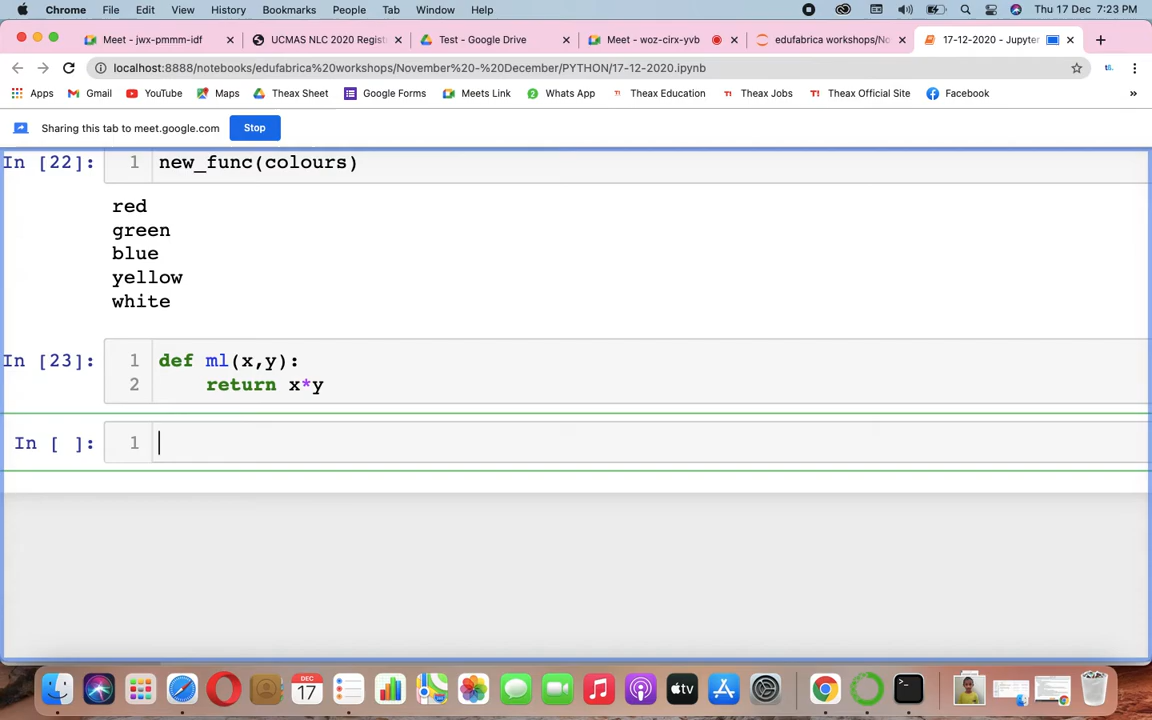 Chrome File Edit View History Bookmarks People Tab Window Help Thu 17 Dec 7:23 PM
Meet - jwx-pmmm-idf UCMAS NLC 2020 Regist Test - Google Drive Meet - woz-cirx-yvb edufabrica workshops/No 17-12-2020 - Jupyter
localhost:8888/notebooks/edufabrica%20workshops/November%20-%20December/PYTHON/17-12-2020.ipynb
Apps Gmail YouTube Maps Theax Sheet Google Forms Meets Link Whats App Theax Education Theax Jobs Theax Official Site Facebook »
Sharing this tab to meet.google.com Stop
In [22]: 1 new_func(colours)
red
green
blue
yellow
white
In [23]: 1 def ml(x,y):
2 return x*y
In [ ]: 1
DEC
17
tv